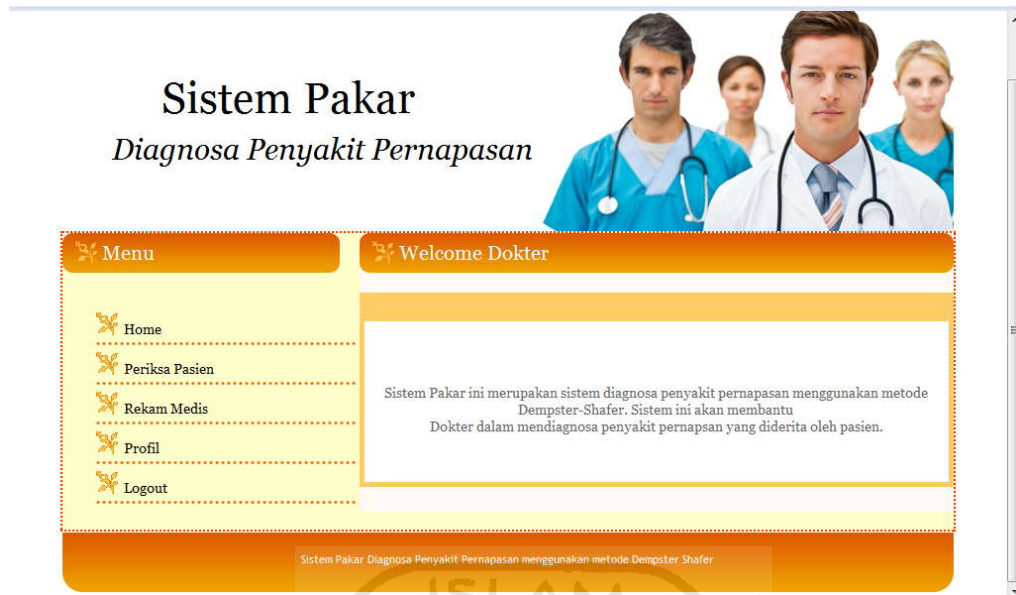 Sistem Pakar
Diagnosa Penyakit Pernapasan
Menu
Home
Periksa Pasien
Rekam Medis
Profil
Logout
Welcome Dokter
Sistem Pakar ini merupakan sistem diagnosa penyakit pernapasan menggunakan metode
Dempster-Shafer. Sistem ini akan membantu
Dokter dalam mendiagnosa penyakit pernapsan yang diderita oleh pasien.
Sistem Pakar Diagnosa Penyakit Pernapasan menggunakan metode Dempster Shafer
ISLAM